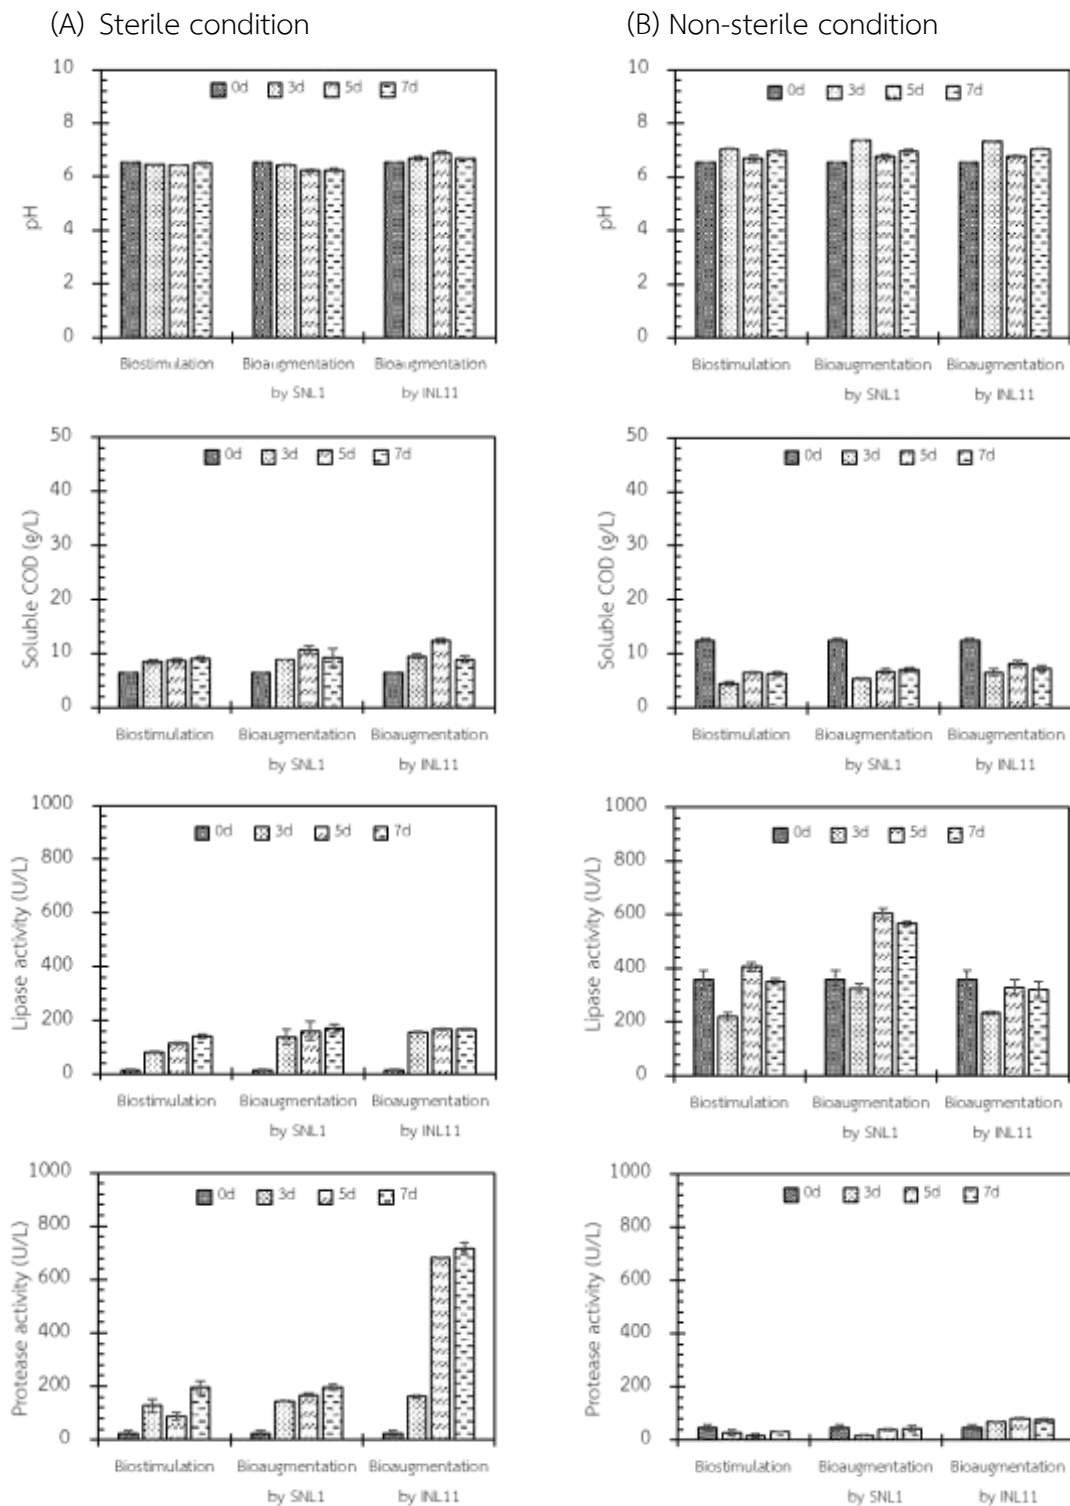 (A) Sterile condition
(B) Non-sterile condition
10
8
6
4
2
0
pH
0d 3d 5d 7d
Biostimulation
Bioaugmentation
by SNL1
Bioaugmentation
by INL11
10
8
6
4
2
0
pH
0d 3d 5d 7d
Biostimulation
Bioaugmentation
by SNL1
Bioaugmentation
by INL11
50
40
30
20
10
0
Soluble COD (g/L)
0d 3d 5d 7d
Biostimulation
Bioaugmentation
by SNL1
Bioaugmentation
by INL11
50
40
30
20
10
0
Soluble COD (g/L)
0d 3d 5d 7d
Biostimulation
Bioaugmentation
by SNL1
Bioaugmentation
by INL11
1000
800
600
400
200
0
Lipase activity (U/L)
0d 3d 5d 7d
Biostimulation
Bioaugmentation
by SNL1
Bioaugmentation
by INL11
1000
800
600
400
200
0
Lipase activity (U/L)
0d 3d 5d 7d
Biostimulation
Bioaugmentation
by SNL1
Bioaugmentation
by INL11
1000
800
600
400
200
0
Protease activity (U/L)
0d 3d 5d 7d
Biostimulation
Bioaugmentation
by SNL1
Bioaugmentation
by INL11
1000
800
600
400
200
0
Protease activity (U/L)
0d 3d 5d 7d
Biostimulation
Bioaugmentation
by SNL1
Bioaugmentation
by INL11